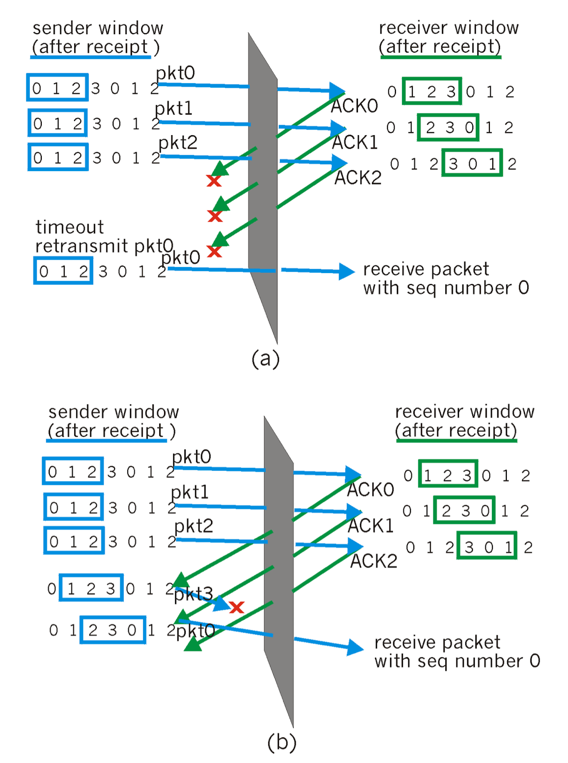 sender window
(after receipt )
receiver window
(after receipt)
pkt0
0 1 2 3 0 1 2
0 1 2 3 0 1 2
pkt1
ACK0
0 1 2 3 0 1 2
0 1 2 3 0 1 2
pkt2
ACK1
0 1 2 3 0 1 2
0 1 2 3 0 1 2
ACK2
x
x
timeout
retransmit pkt0
x
pkt0
0 1 2 3 0 1 2
receive packet
with seq number 0
(a)
sender window
(after receipt )
receiver window
(after receipt)
pkt0
0 1 2 3 0 1 2
0 1 2 3 0 1 2
pkt1
ACK0
0 1 2 3 0 1 2
0 1 2 3 0 1 2
pkt2
ACK1
0 1 2 3 0 1 2
0 1 2 3 0 1 2
ACK2
0 1 2 3 0 1 2
pkt3
x
0 1 2 3 0 1 2
pkt0
receive packet
with seq number 0
(b)